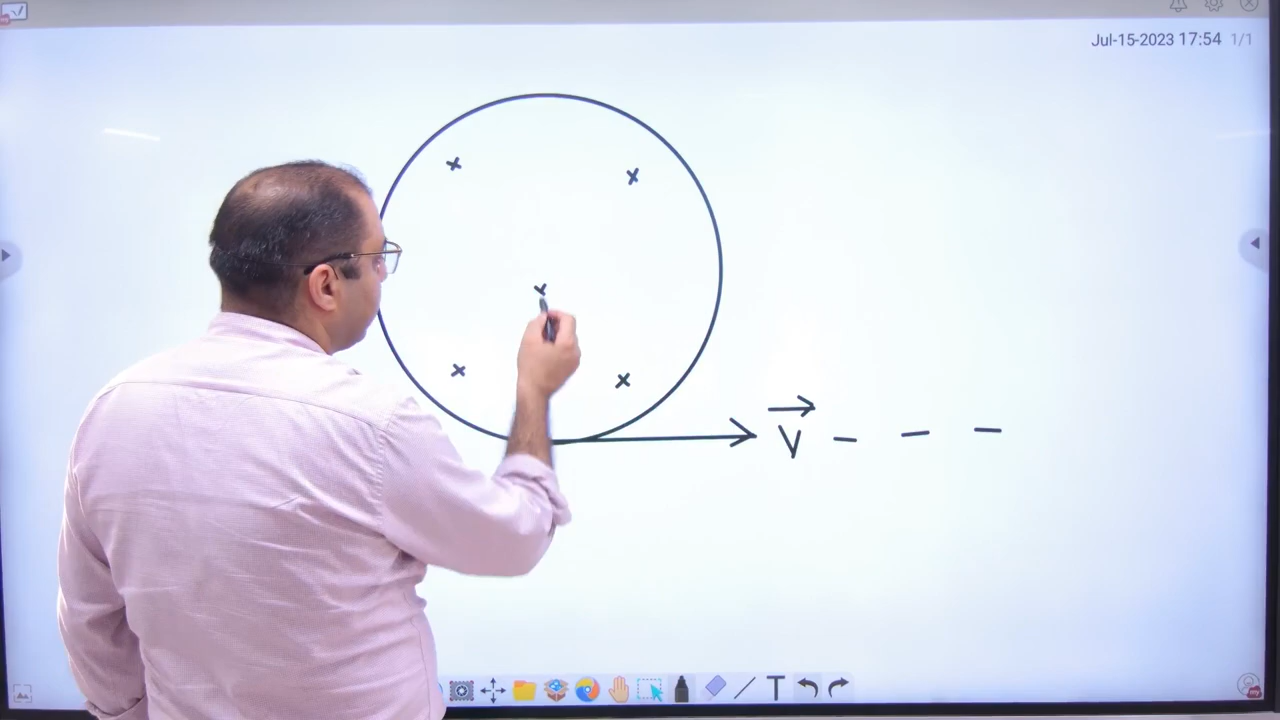 Jul-15-2023 17:54 1/1
x x
x
x x
V - - -
T